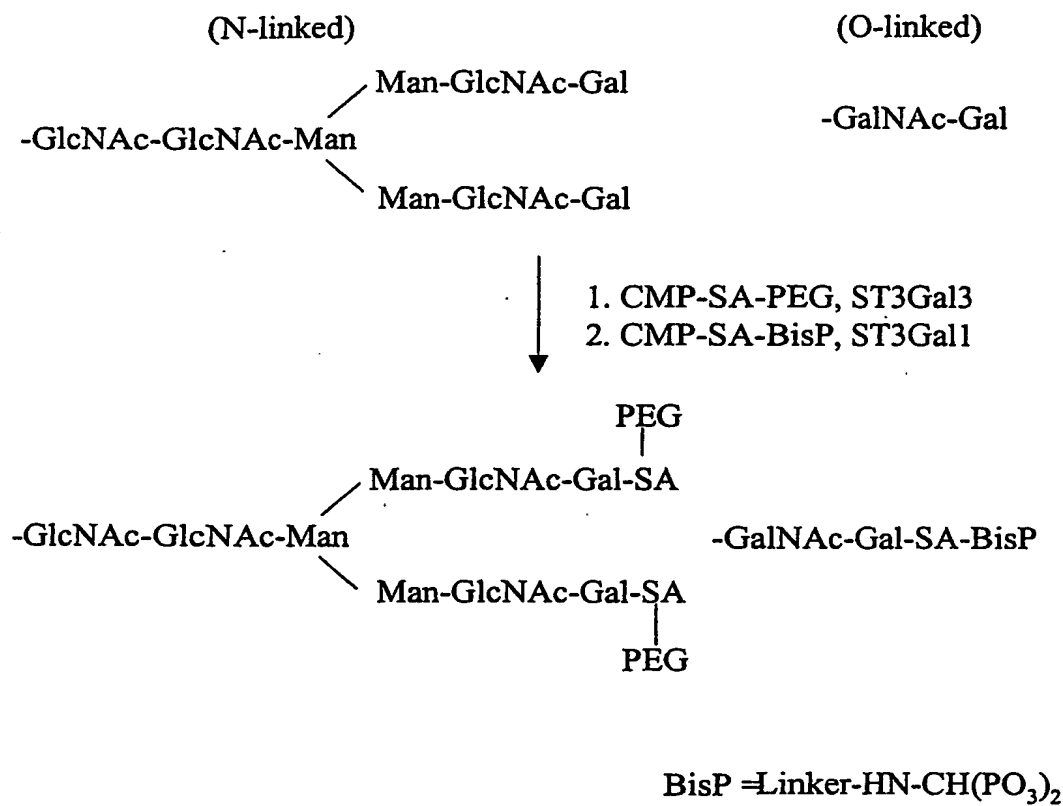 (N-linked) (O-linked)
Man-GlcNAc-Gal
-GalNAc-Gal
-GlcNAc-GlcNAc-Man
Man-GlcNAc-Gal
1. CMP-SA-PEG, ST3Gal3
2. CMP-SA-BisP, ST3Gal1
PEG
Man-GlcNAc-Gal-SA
-GlcNAc-GlcNAc-Man -GalNAc-Gal-SA-BisP
Man-GlcNAc-Gal-SA
PEG
BisP =Linker-HN-CH(PO₃)₂